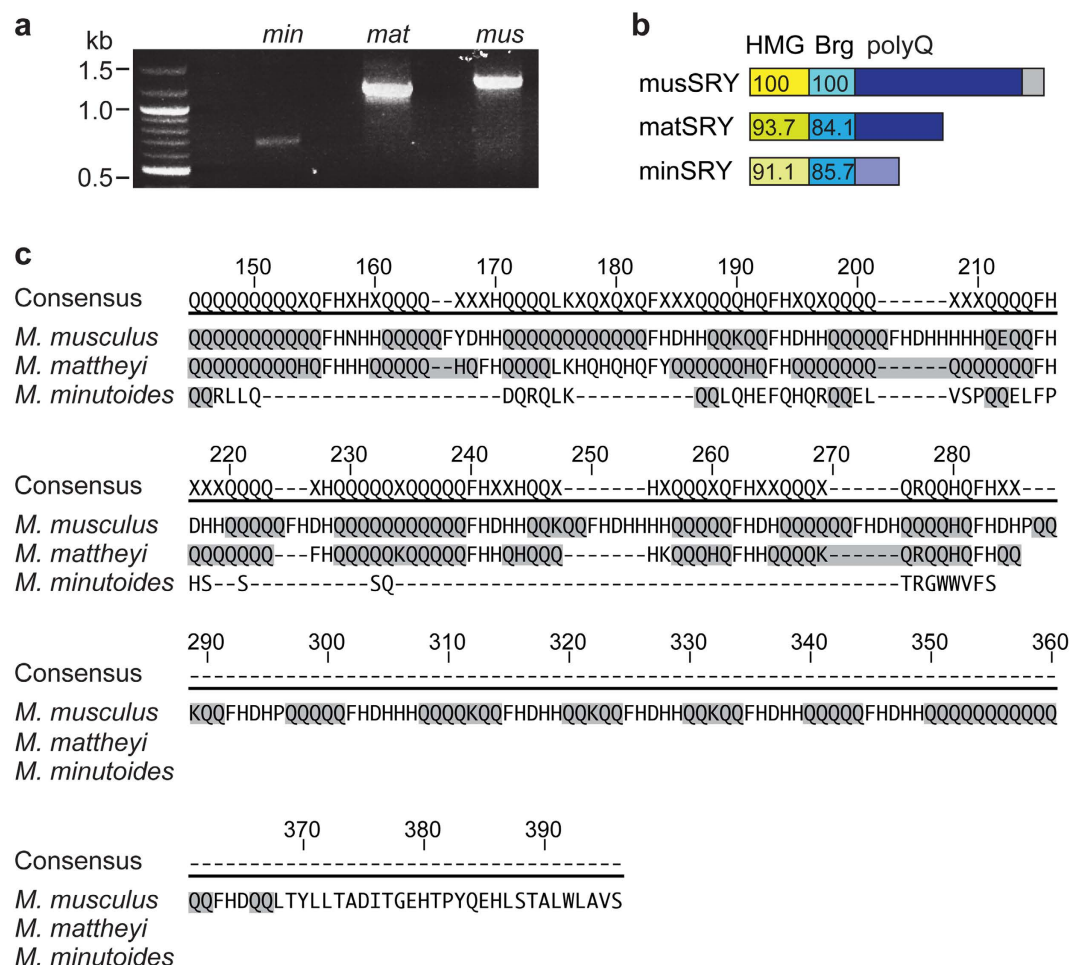 a
min mat mus
kb
1.5
1.0
0.5
b
HMG Brg polyQ
musSRY 100 100
matSRY 93.7 84.1
minSRY 91.1 85.7
c
150 160 170 180 190 200 210
Consensus QQQQQQQQQXQFHXHXQQQQ--XXXHQQQQLKXQXQXQFXXXQQQQHQFHXQXQQQQ------XXXQQQQFH
M. musculus QQQQQQQQQQQFHNHHQQQQQFYDHHQQQQQQQQQQQQFHDHHQQKQQFHDHHQQQQQFHDHHHHHQEQQFH
M. mattheyi QQQQQQQQQHQFHHHQQQQQ--HQFHQQQQLKHQHQHQFYQQQQQQHQFHQQQQQQQ------QQQQQQQFH
M. minutoides QQRLLQ--------------------DQRQLK----------QQLQHEFQHQRQQEL------VSPQQELFP
220 230 240 250 260 270 280
Consensus XXXQQQQ---XHQQQQQXQQQQQFHXXHQQX-------HXQQQXQFHXXQQQX------QRQQHQFHXX---
M. musculus DHHQQQQQFHDHQQQQQQQQQQQFHDHHQQKQQFHDHHHHQQQQQFHDHQQQQQQFHDHQQQQHQFHDHPQQ
M. mattheyi QQQQQQQ---FHQQQQQKQQQQQFHHQHQQQ-------HKQQQHQFHHQQQQK------QRQQHQFHQQ
M. minutoides HS--S----------SQ------------------------------------------TRGWWVFS
290 300 310 320 330 340 350 360
Consensus ------------------------------------------------------------------------
M. musculus KQQFHDHPQQQQQFHDHHHQQQQKQQFHDHHQQKQQFHDHHQQKQQFHDHHQQQQQFHDHHQQQQQQQQQQQ
M. mattheyi
M. minutoides
370 380 390
Consensus ------------------------------------
M. musculus QQFHDQQLTYLLTADITGEHTPYQEHLSTALWLAVS
M. mattheyi
M. minutoides